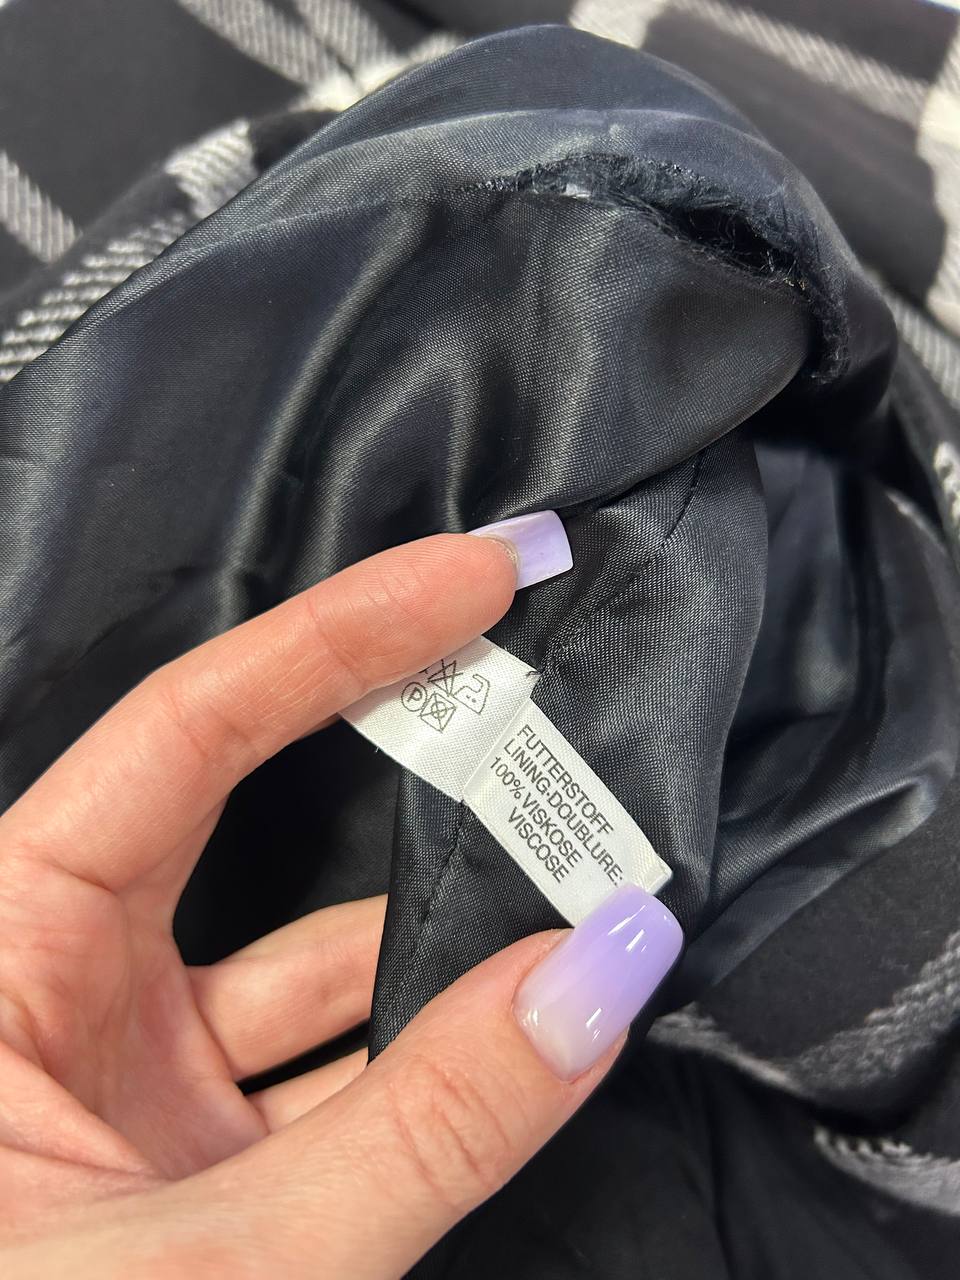 P
FUTTERSTOFF
LINING·DOUBLURE:
100% VISKOSE
VISCOSE